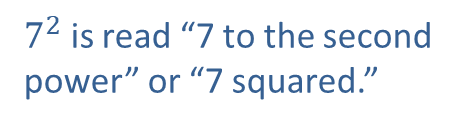 7² is read “7 to the second
power” or “7 squared.”